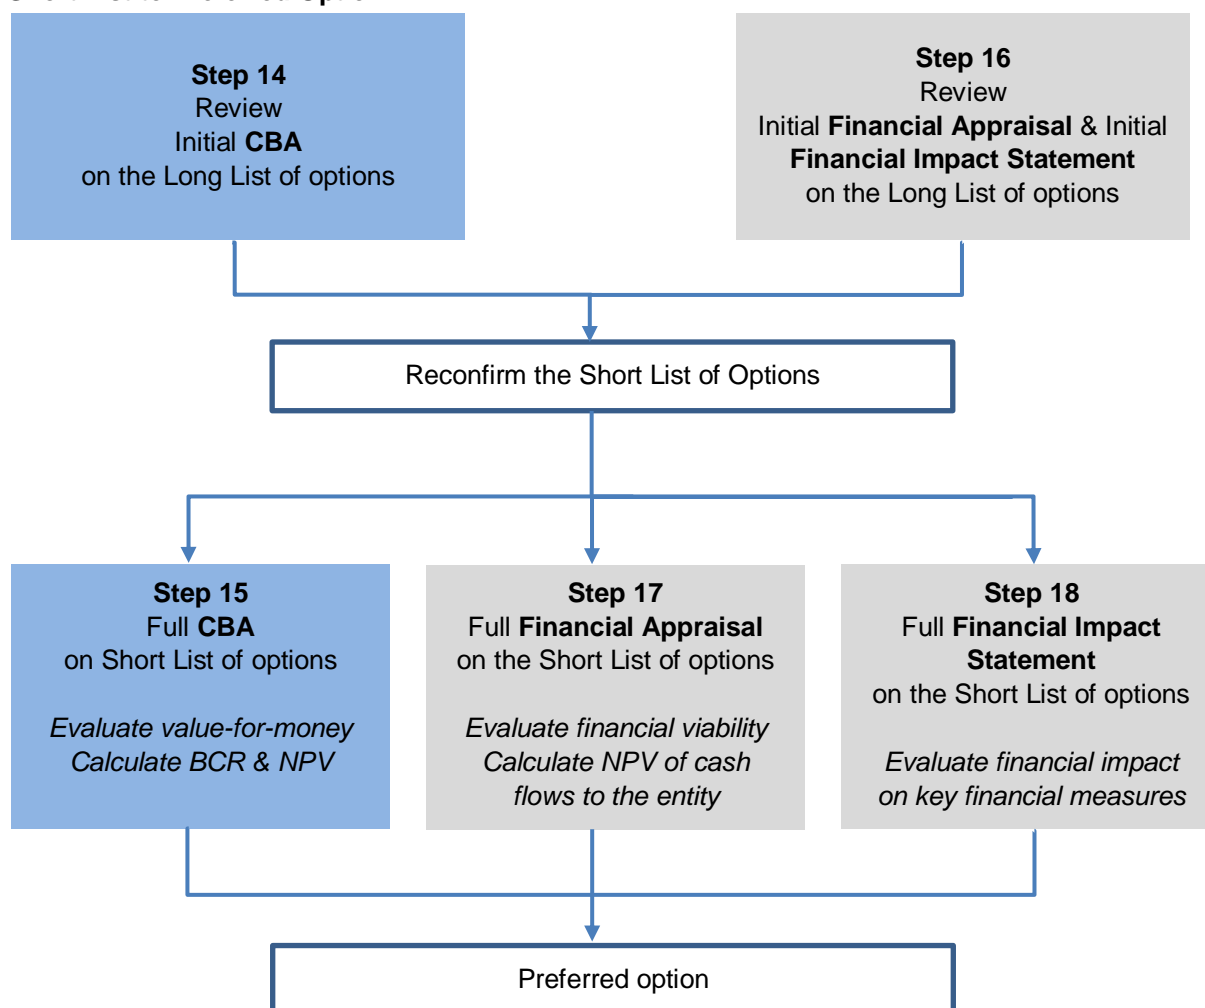 Step 14
Review
Initial CBA
on the Long List of options
Step 16
Review
Initial Financial Appraisal & Initial
Financial Impact Statement
on the Long List of options
Reconfirm the Short List of Options
Step 15
Full CBA
on Short List of options
Evaluate value-for-money
Calculate BCR & NPV
Step 17
Full Financial Appraisal
on the Short List of options
Evaluate financial viability
Calculate NPV of cash
flows to the entity
Step 18
Full Financial Impact
Statement
on the Short List of options
Evaluate financial impact
on key financial measures
Preferred option